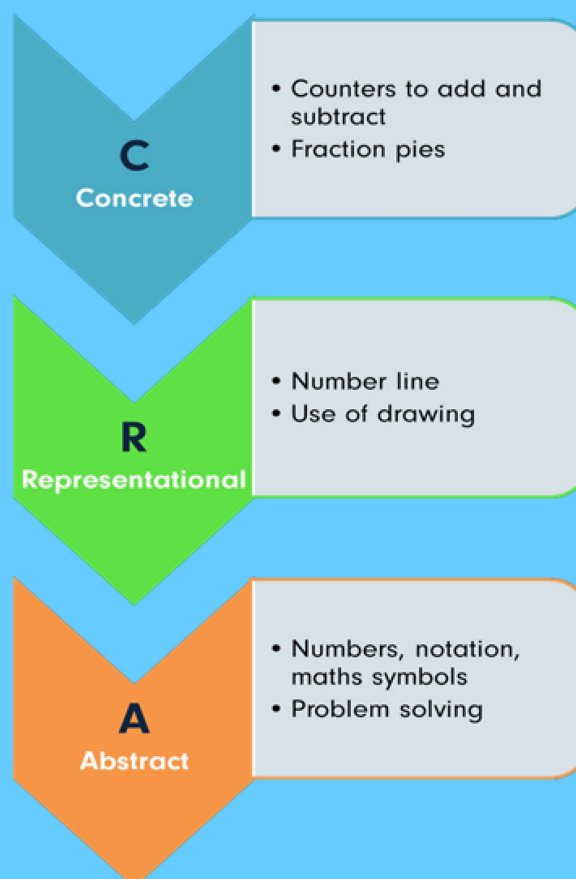 C
Concrete
• Counters to add and
subtract
• Fraction pies
R
Representational
• Number line
• Use of drawing
A
Abstract
• Numbers, notation,
maths symbols
• Problem solving